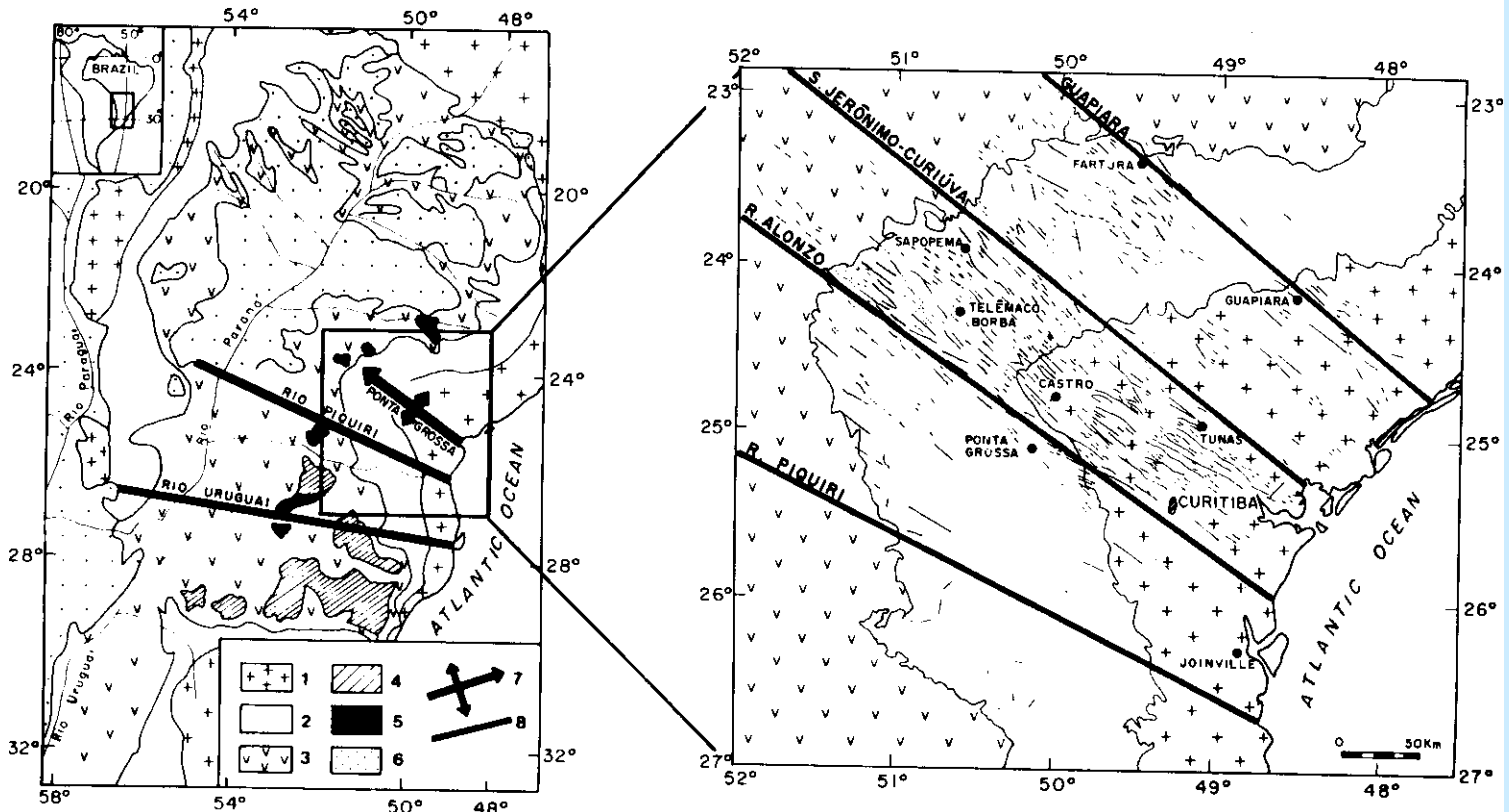 54°
50°
48°
80°
50°
BRAZIL
0°
30°
20°
20°
24°
24°
28°
28°
32°
32°
58°
54°
50°
48°
Rio Paraguai
Rio Paraná
PONTA GROSSA
RIO PIQUIRI
RIO URUGUAI
Rio Uruguai
ATLANTIC OCEAN
1
2
3
4
5
6
7
8
52°
51°
50°
49°
48°
23°
23°
24°
24°
25°
25°
26°
26°
27°
27°
52°
51°
50°
49°
48°
GUAPIARA
S. JERÔNIMO-CURIÚVA
R. ALONZO
R. PIQUIRI
FARTURA
SAPOPEMA
GUAPIARA
TELÊMACO
BORBA
CASTRO
TUNAS
PONTA
GROSSA
CURITIBA
JOINVILLE
ATLANTIC OCEAN
0 50Km